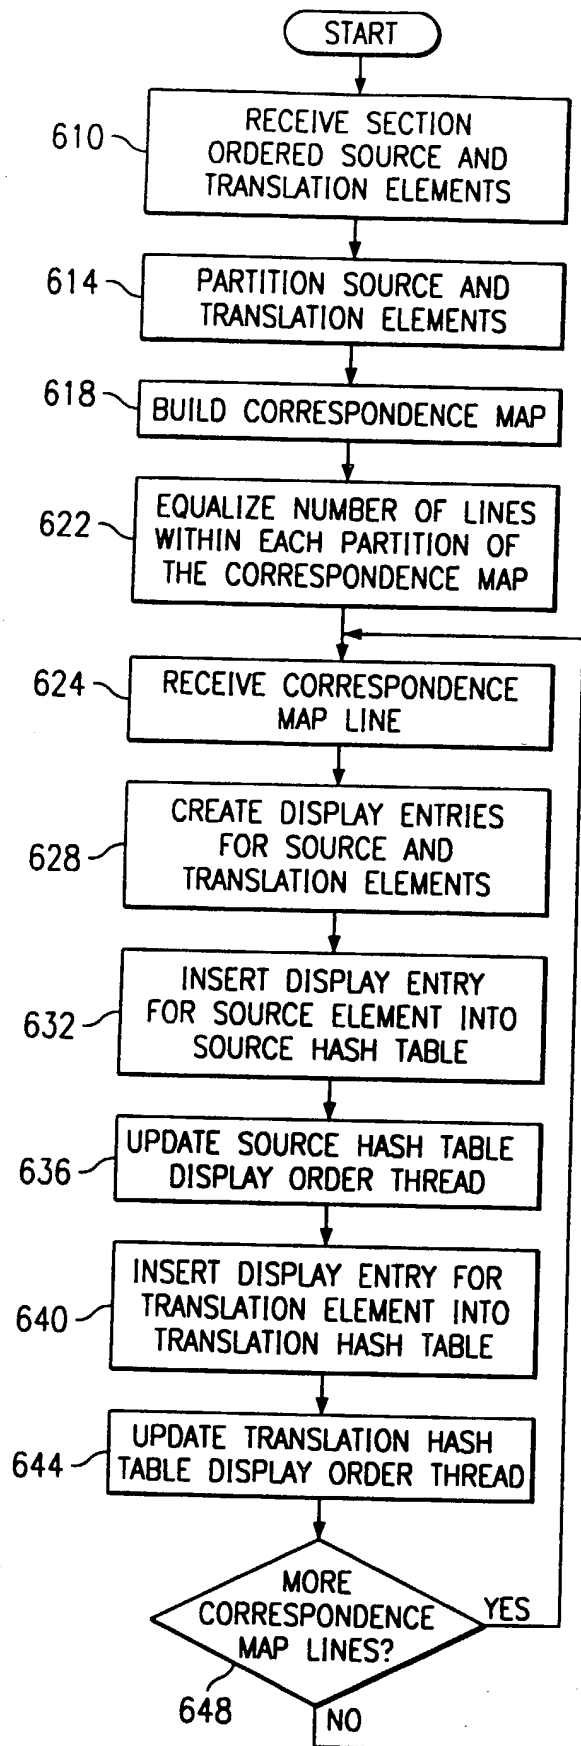 START
610
RECEIVE SECTION
ORDERED SOURCE AND
TRANSLATION ELEMENTS
614
PARTITION SOURCE AND
TRANSLATION ELEMENTS
618
BUILD CORRESPONDENCE MAP
622
EQUALIZE NUMBER OF LINES
WITHIN EACH PARTITION OF
THE CORRESPONDENCE MAP
624
RECEIVE CORRESPONDENCE
MAP LINE
628
CREATE DISPLAY ENTRIES
FOR SOURCE AND
TRANSLATION ELEMENTS
632
INSERT DISPLAY ENTRY
FOR SOURCE ELEMENT INTO
SOURCE HASH TABLE
636
UPDATE SOURCE HASH TABLE
DISPLAY ORDER THREAD
640
INSERT DISPLAY ENTRY FOR
TRANSLATION ELEMENT INTO
TRANSLATION HASH TABLE
644
UPDATE TRANSLATION HASH
TABLE DISPLAY ORDER THREAD
MORE
CORRESPONDENCE
MAP LINES?
YES
648
NO